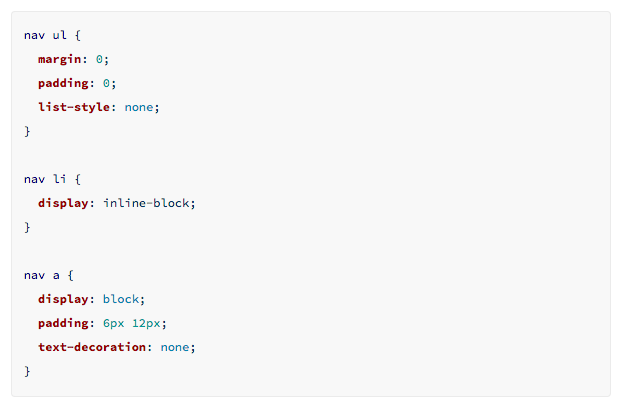 nav ul {
  margin: 0;
  padding: 0;
  list-style: none;
}

nav li {
  display: inline-block;
}

nav a {
  display: block;
  padding: 6px 12px;
  text-decoration: none;
}